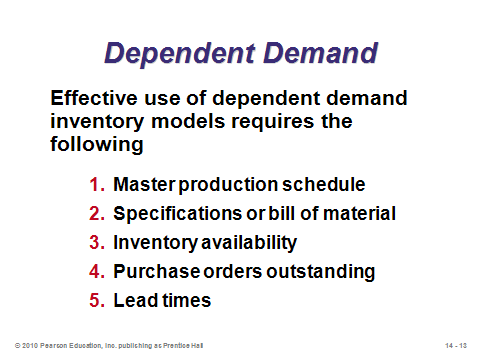 Dependent Demand
Effective use of dependent demand
inventory models requires the
following
1. Master production schedule
2. Specifications or bill of material
3. Inventory availability
4. Purchase orders outstanding
5. Lead times
© 2010 Pearson Education, Inc. publishing as Prentice Hall
14 - 13